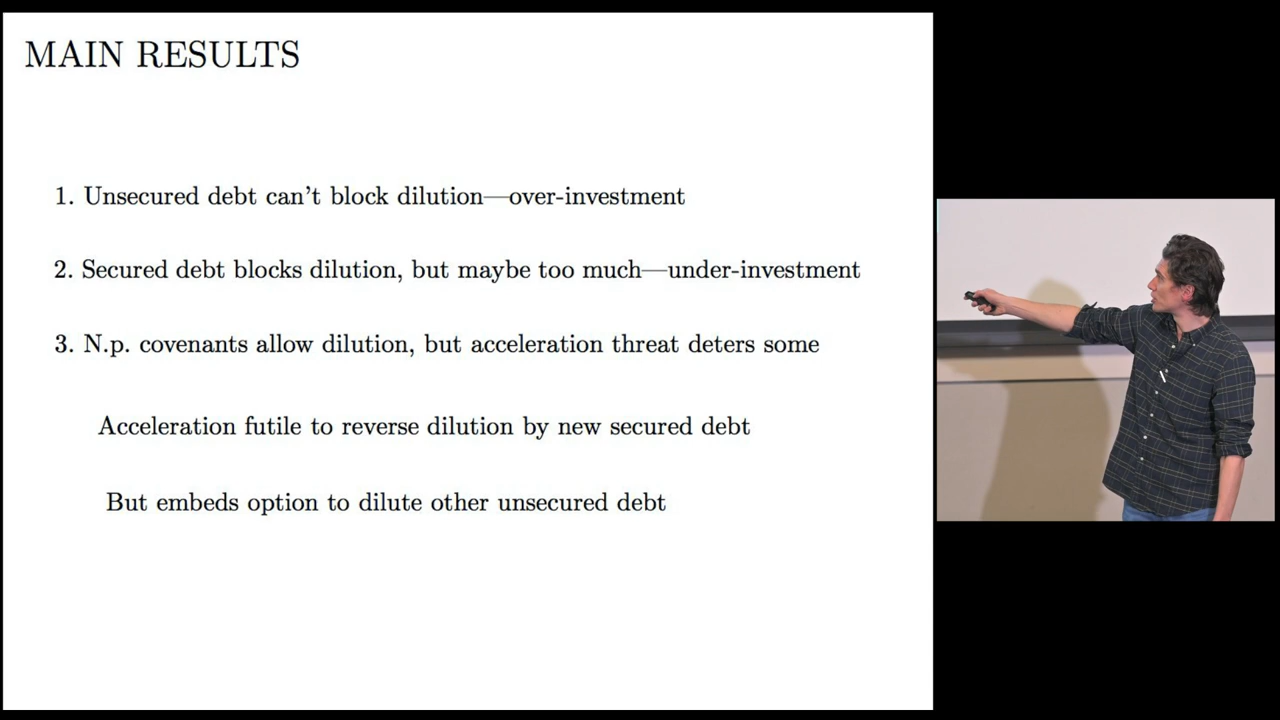 MAIN RESULTS
1. Unsecured debt can't block dilution—over-investment
2. Secured debt blocks dilution, but maybe too much—under-investment
3. N.p. covenants allow dilution, but acceleration threat deters some
Acceleration futile to reverse dilution by new secured debt
But embeds option to dilute other unsecured debt